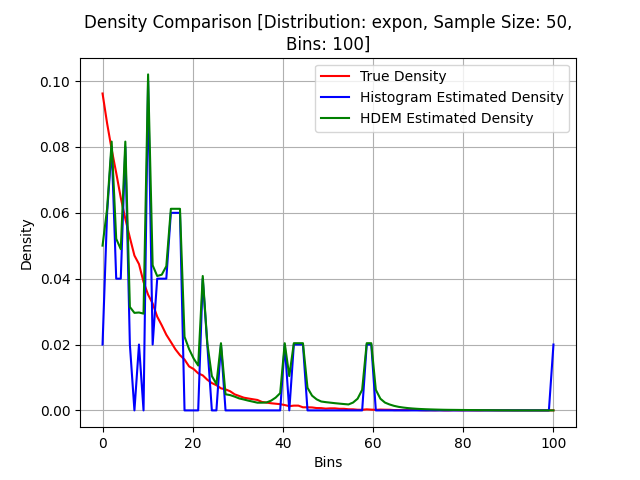 Density Comparison [Distribution: expon, Sample Size: 50,
Bins: 100]
True Density
Histogram Estimated Density
HDEM Estimated Density
Density
0.10
0.08
0.06
0.04
0.02
0.00
0 20 40 60 80 100
Bins